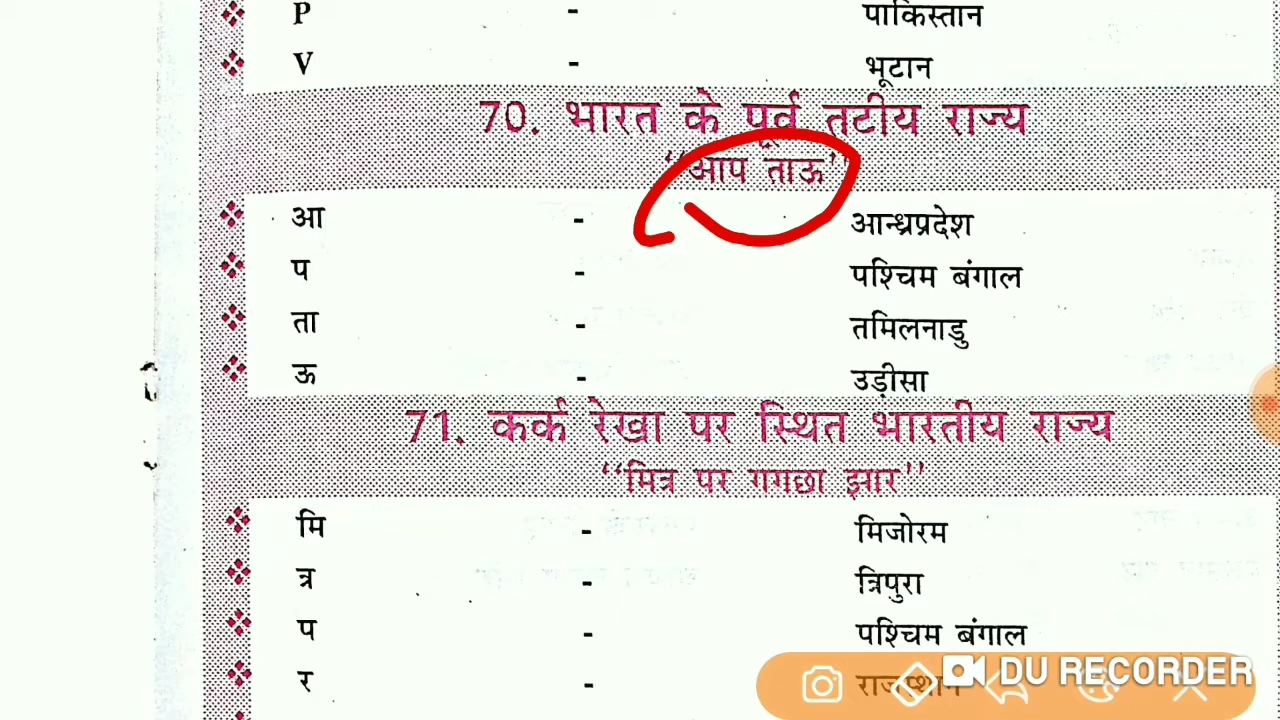 P - पाकिस्तान
V - भूटान
70. भारत के पूर्व तटीय राज्य
"आप ताऊ"
आ - आन्ध्रप्रदेश
प - पश्चिम बंगाल
ता - तमिलनाडु
ऊ - उड़ीसा
71. कर्क रेखा पर स्थित भारतीय राज्य
"मित्र पर गगछा झार"
मि - मिजोरम
त्र - त्रिपुरा
प - पश्चिम बंगाल
र - राजस्थान
DU RECORDER